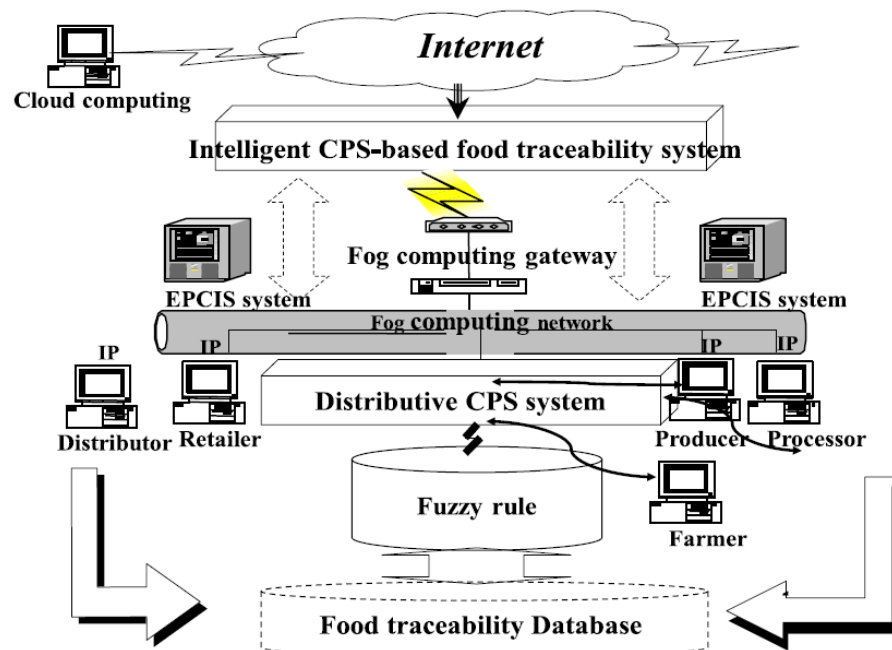 Internet
Cloud computing
Intelligent CPS-based food traceability system
Fog computing gateway
EPCIS system
EPCIS system
Fog computing network
IP
IP
IP
IP
Distributive CPS system
Distributor
Retailer
Producer
Processor
Fuzzy rule
Farmer
Food traceability Database